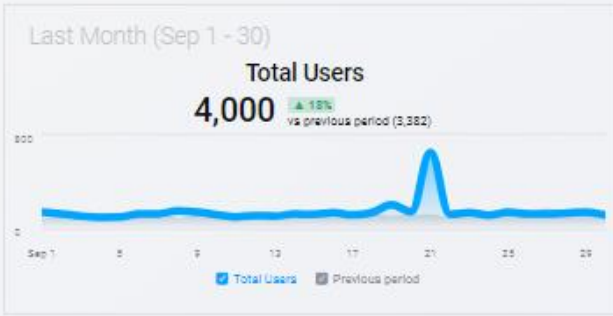 Last Month (Sep 1 - 30)
Total Users
4,000 ▲ 18%
vs previous period (3,382)
0
Sep 1 5 9 13 17 21 25 29
Total Users Previous period